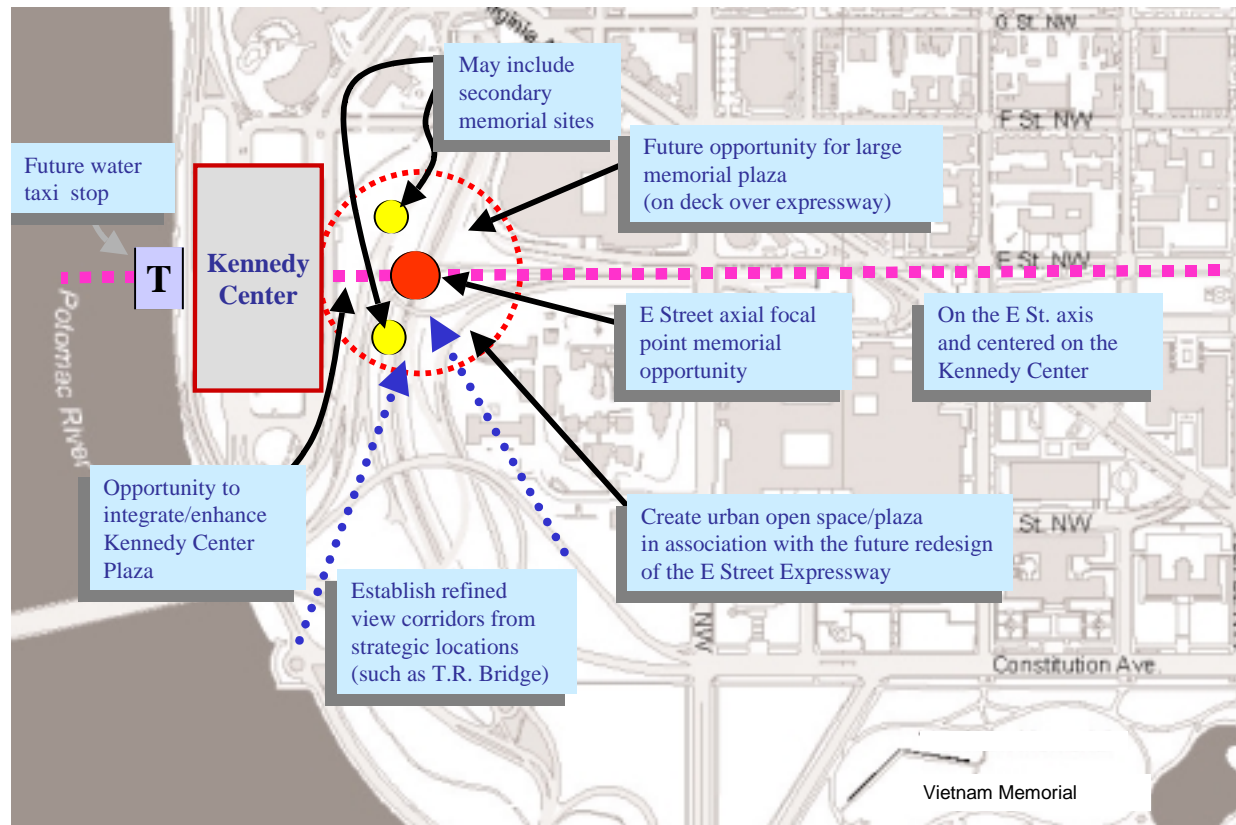 G St. NW
May include
secondary
memorial sites
F St. NW
Future opportunity for large
memorial plaza
(on deck over expressway)
Future water
taxi stop
T
Kennedy
Center
E St. NW
Potomac River
E Street axial focal
point memorial
opportunity
On the E St. axis
and centered on the
Kennedy Center
Opportunity to
integrate/enhance
Kennedy Center
Plaza
Create urban open space/plaza
in association with the future redesign
of the E Street Expressway
St. NW
Establish refined
view corridors from
strategic locations
(such as T.R. Bridge)
NW
Constitution Ave.
Vietnam Memorial